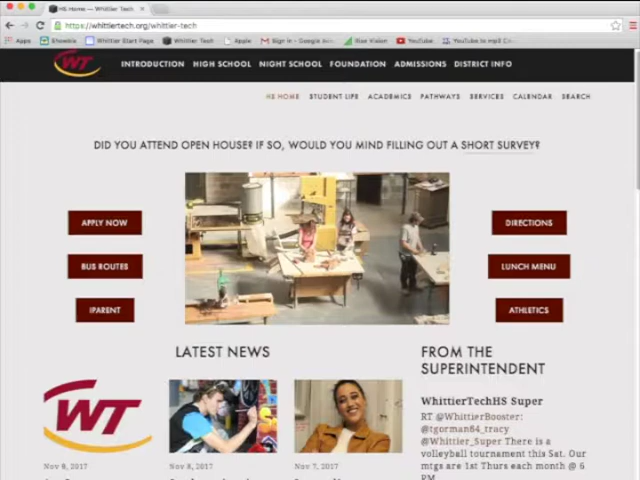 HS Home — Whittier Tech
https://whittiertech.org/whittier-tech
Apps Showbie Whittier Start Page Whittier Tech Apple Sign in - Google Acc Rise Vision YouTube YouTube to mp3 Co
WT INTRODUCTION HIGH SCHOOL NIGHT SCHOOL FOUNDATION ADMISSIONS DISTRICT INFO
HS HOME STUDENT LIFE ACADEMICS PATHWAYS SERVICES CALENDAR SEARCH
DID YOU ATTEND OPEN HOUSE? IF SO, WOULD YOU MIND FILLING OUT A SHORT SURVEY?
APPLY NOW
DIRECTIONS
BUS ROUTES
LUNCH MENU
IPARENT
ATHLETICS
LATEST NEWS
FROM THE
SUPERINTENDENT
WT
WhittierTechHS Super
RT @WhittierBooster:
@tgorman64_tracy
@Whittier_Super There is a
volleyball tournament this Sat. Our
mtgs are 1st Thurs each month @ 6
PM
Nov 9, 2017
Nov 8, 2017
Nov 7, 2017